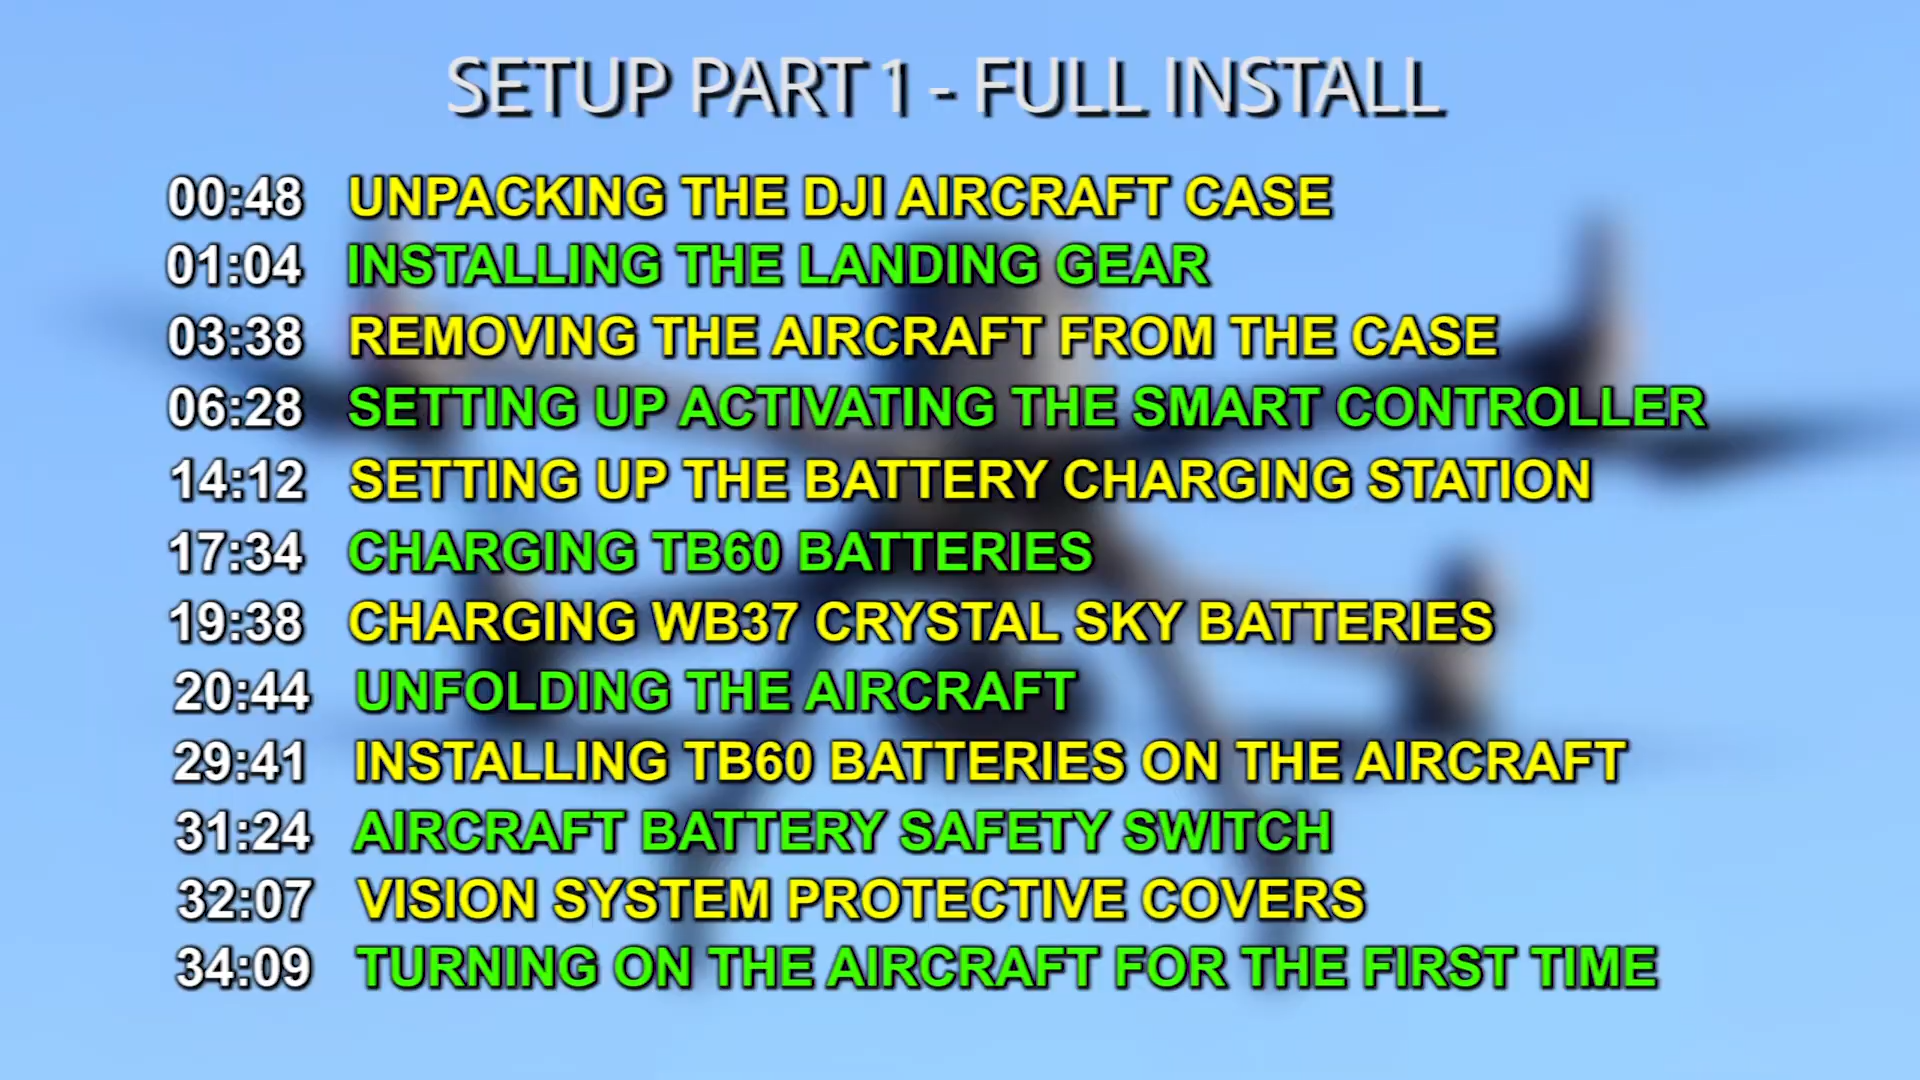 SETUP PART 1 - FULL INSTALL
00:48 UNPACKING THE DJI AIRCRAFT CASE
01:04 INSTALLING THE LANDING GEAR
03:38 REMOVING THE AIRCRAFT FROM THE CASE
06:28 SETTING UP ACTIVATING THE SMART CONTROLLER
14:12 SETTING UP THE BATTERY CHARGING STATION
17:34 CHARGING TB60 BATTERIES
19:38 CHARGING WB37 CRYSTAL SKY BATTERIES
20:44 UNFOLDING THE AIRCRAFT
29:41 INSTALLING TB60 BATTERIES ON THE AIRCRAFT
31:24 AIRCRAFT BATTERY SAFETY SWITCH
32:07 VISION SYSTEM PROTECTIVE COVERS
34:09 TURNING ON THE AIRCRAFT FOR THE FIRST TIME